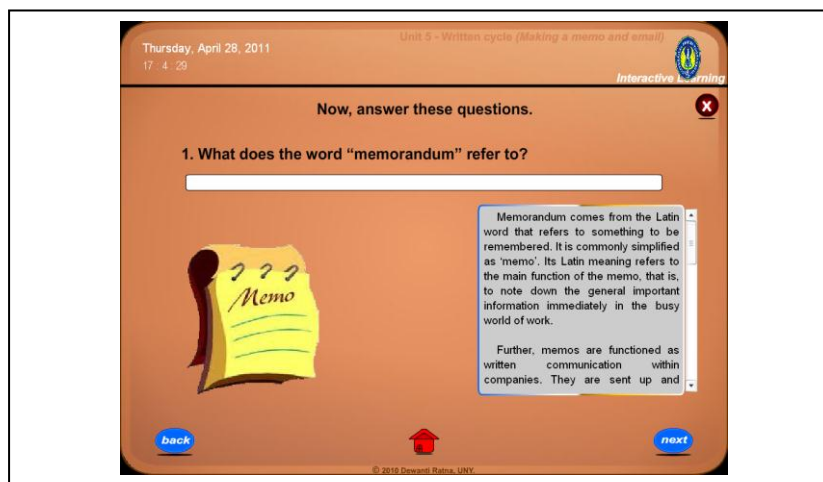 Unit 5 - Written cycle (Making a memo and email)
Thursday, April 28, 2011
17 : 4 : 29
Interactive Learning
Now, answer these questions.
X
1. What does the word “memorandum” refer to?
Memorandum comes from the Latin
word that refers to something to be
remembered. It is commonly simplified
as ‘memo’. Its Latin meaning refers to
the main function of the memo, that is,
to note down the general important
information immediately in the busy
world of work.
Further, memos are functioned as
written communication within
companies. They are sent up and
Memo
back
next
© 2010 Dewanti Ratna, UNY.